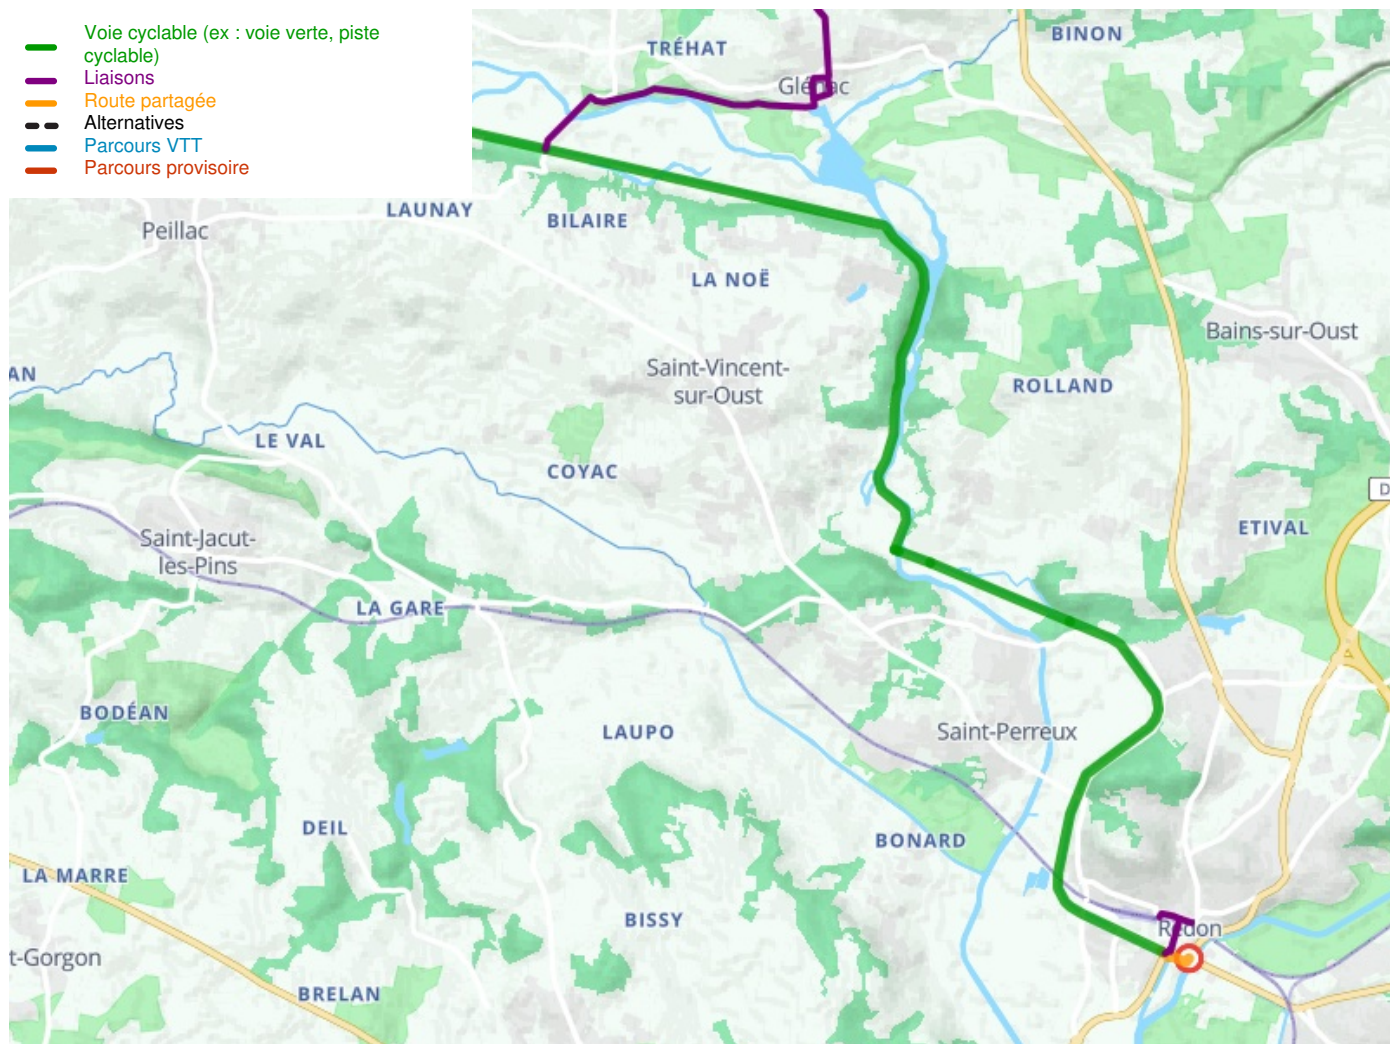 Voie cyclable (ex : voie verte, piste
cyclable)
Liaisons
Route partagée
Alternatives
Parcours VTT
Parcours provisoire
BINON
TRÉHAT
Glénac
LAUNAY
BILAIRE
Peillac
LA NOË
Bains-sur-Oust
AN
Saint-Vincent-
sur-Oust
ROLLAND
LE VAL
COYAC
D
ETIVAL
Saint-Jacut-
les-Pins
LA GARE
BODÉAN
LAUPO
Saint-Perreux
DEIL
BONARD
LA MARRE
BISSY
Redon
t-Gorgon
BRELAN